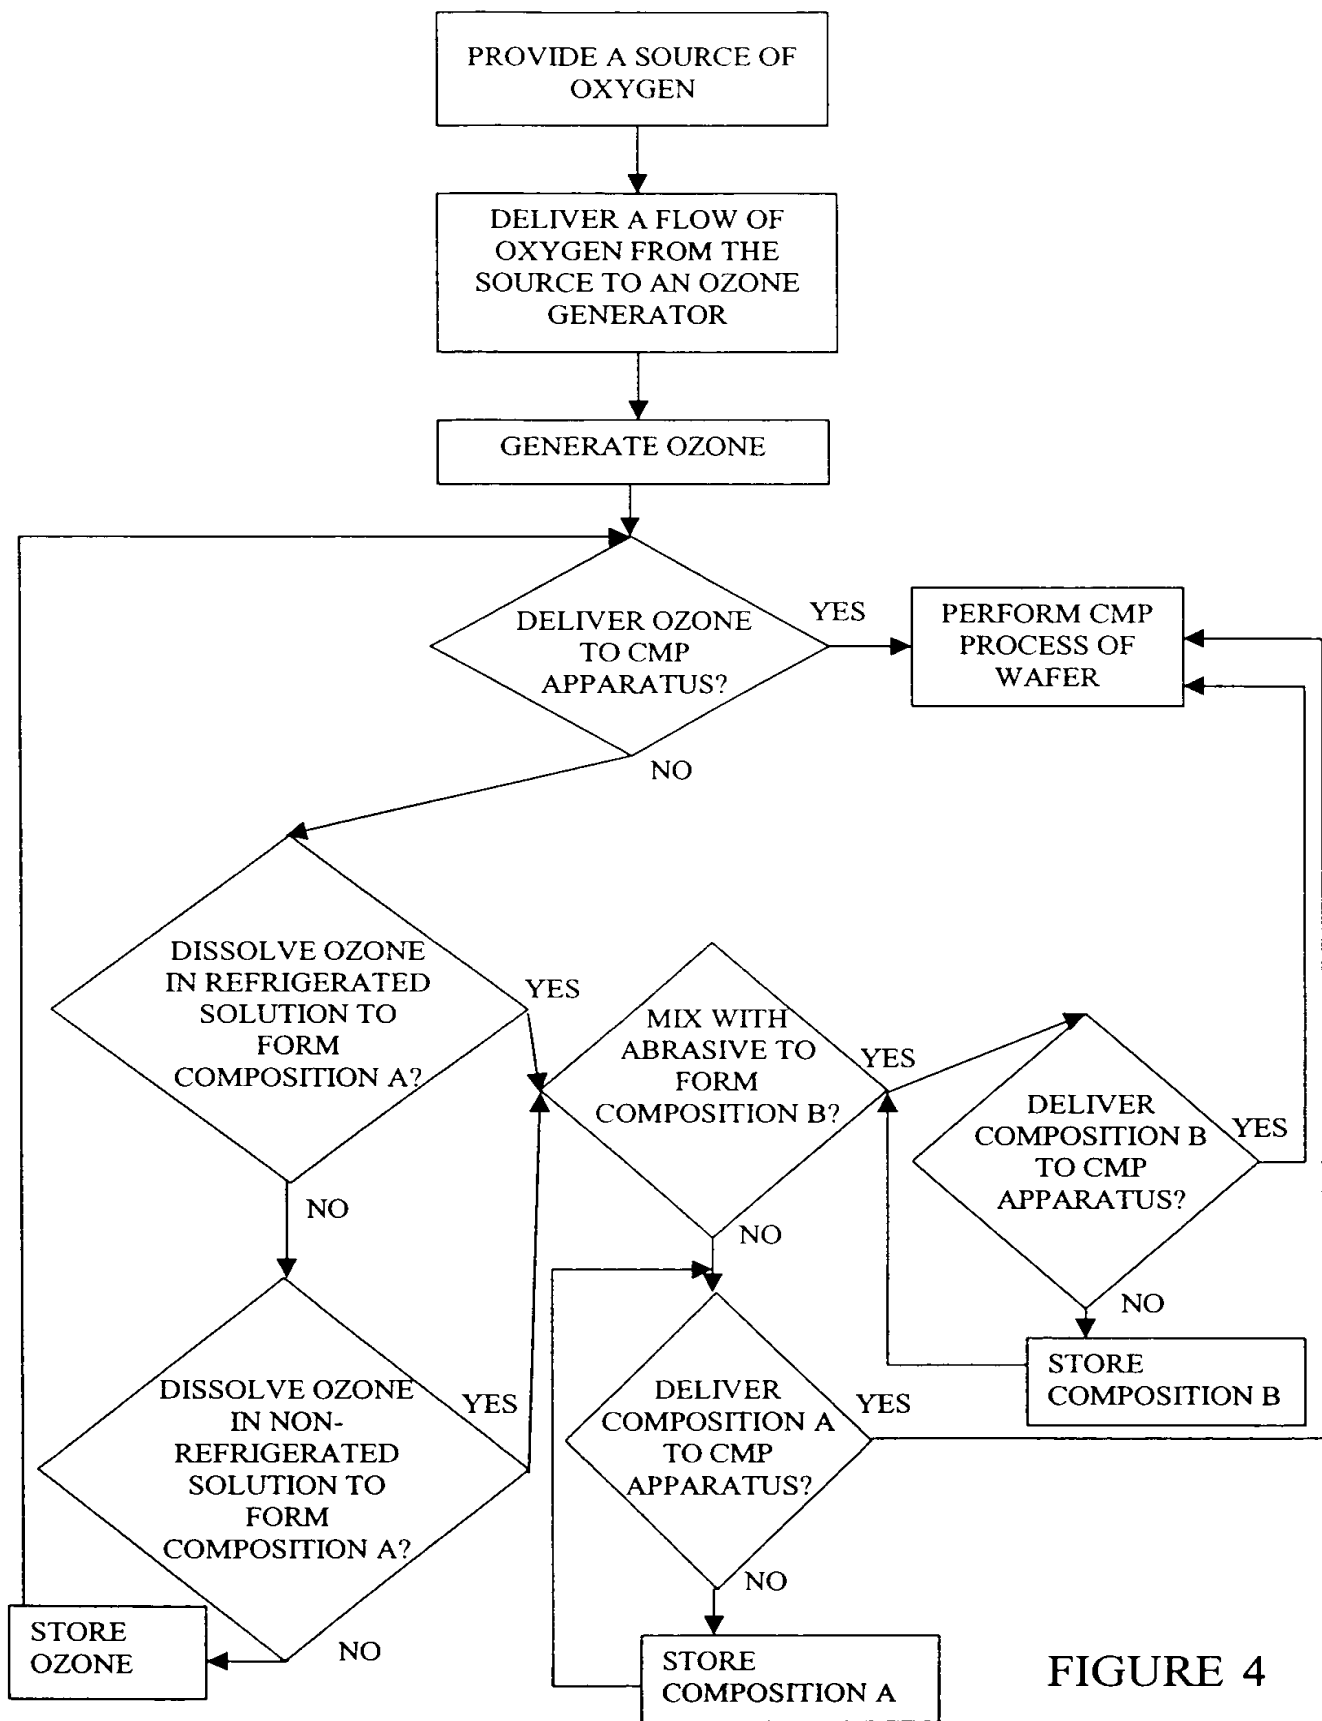 PROVIDE A SOURCE OF
OXYGEN
DELIVER A FLOW OF
OXYGEN FROM THE
SOURCE TO AN OZONE
GENERATOR
GENERATE OZONE
DELIVER OZONE
TO CMP
APPARATUS?
YES
PERFORM CMP
PROCESS OF
WAFER
NO
DISSOLVE OZONE
IN REFRIGERATED
SOLUTION TO
FORM
COMPOSITION A?
YES
NO
MIX WITH
ABRASIVE TO
FORM
COMPOSITION B?
YES
NO
DELIVER
COMPOSITION B
TO CMP
APPARATUS?
YES
NO
STORE
COMPOSITION B
DISSOLVE OZONE
IN NON-
REFRIGERATED
SOLUTION TO
FORM
COMPOSITION A?
YES
NO
DELIVER
COMPOSITION A
TO CMP
APPARATUS?
YES
NO
STORE
OZONE
STORE
COMPOSITION A
FIGURE 4